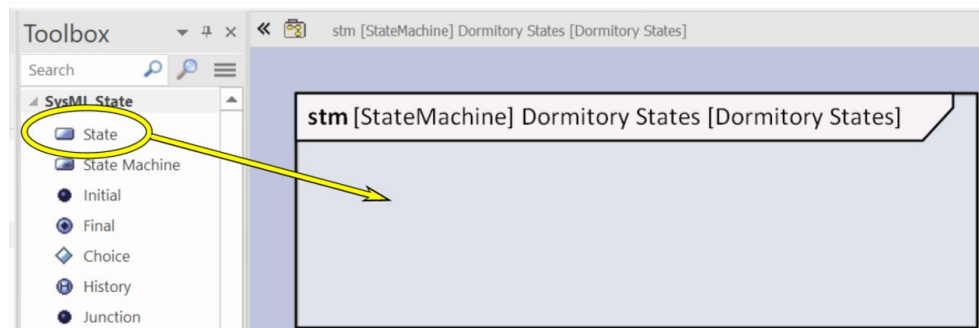 Toolbox
Search
SysML State
State
State Machine
Initial
Final
Choice
History
Junction
stm [StateMachine] Dormitory States [Dormitory States]
stm [StateMachine] Dormitory States [Dormitory States]